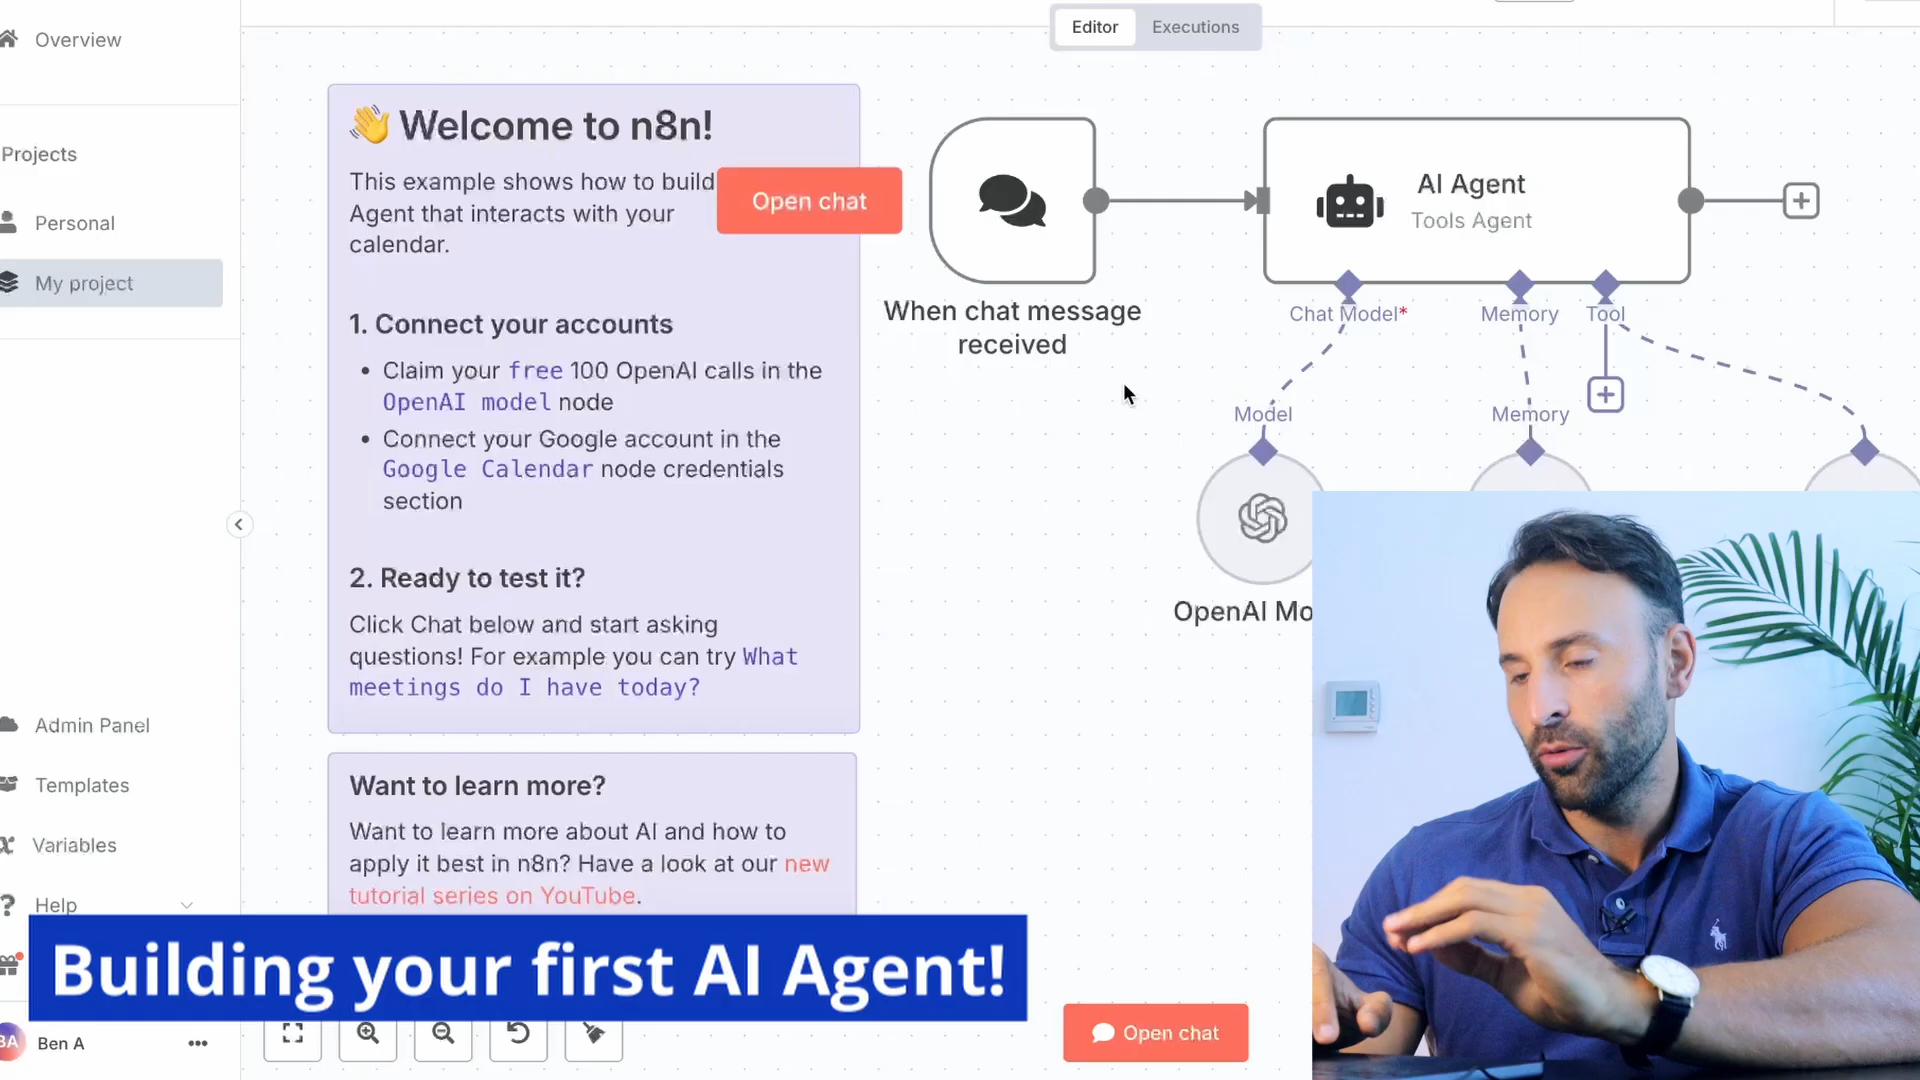 Overview
Projects
Personal
My project
Admin Panel
Templates
Variables
Help
BA
Ben A
Editor
Executions
👋 Welcome to n8n!
This example shows how to build
Agent that interacts with your
calendar.
1. Connect your accounts
• Claim your free 100 OpenAI calls in the
OpenAI model node
• Connect your Google account in the
Google Calendar node credentials
section
2. Ready to test it?
Click Chat below and start asking
questions! For example you can try What
meetings do I have today?
Want to learn more?
Want to learn more about AI and how to
apply it best in n8n? Have a look at our new
tutorial series on YouTube.
Open chat
When chat message
received
AI Agent
Tools Agent
Chat Model*
Memory
Tool
Model
Memory
OpenAI Mo
Building your first AI Agent!
Open chat